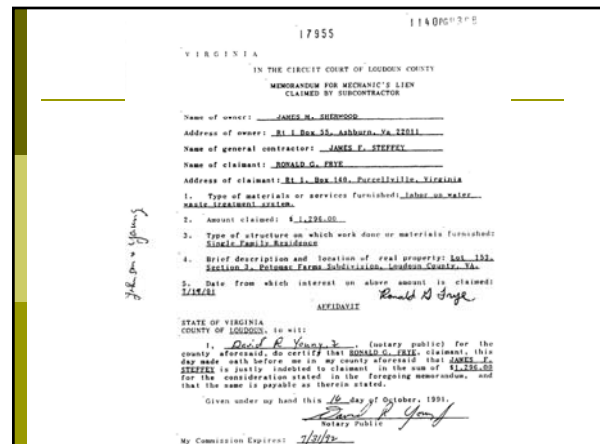 17955
VIRGINIA
IN THE CIRCUIT COURT OF LOUDOUN COUNTY
MEMORANDUM FOR MECHANIC'S LIEN
CLAIMED BY SUBCONTRACTOR
Name of owner: JAMES M. SHERWOOD
Address of owner: Rt 1 Box 55, Ashburn, Va 22011
Name of general contractor: JAMES F. STEFFEY
Name of claimant: RONALD G. FRYE
Address of claimant: Rt 1, Box 140, Purcellville, Virginia
1. Type of materials or services furnished: labor on water
waste treatment system.
2. Amount claimed: $ 1,296.00
3. Type of structure on which work done or materials furnished:
Single Family Residence
4. Brief description and location of real property: Lot 153,
Section 3, Potomac Farms Subdivision, Loudoun County, VA.
5. Date from which interest on above amount is claimed:
Ronald G Frye
AFFIDAVIT
STATE OF VIRGINIA
COUNTY OF LOUDOUN, to wit:
I, David R Young, (notary public) for the
county aforesaid, do certify that RONALD G. FRYE, claimant, this
day made oath before me in my county aforesaid that JAMES F.
STEFFEY is justly indebted to claimant in the sum of $1,296.00
for the consideration stated in the foregoing memorandum, and
that the same is payable as therein stated.
Given under my hand this 16 day of October, 1991.
David R Young
Notary Public
My Commission Expires: 7/31/92
Johnson & Young